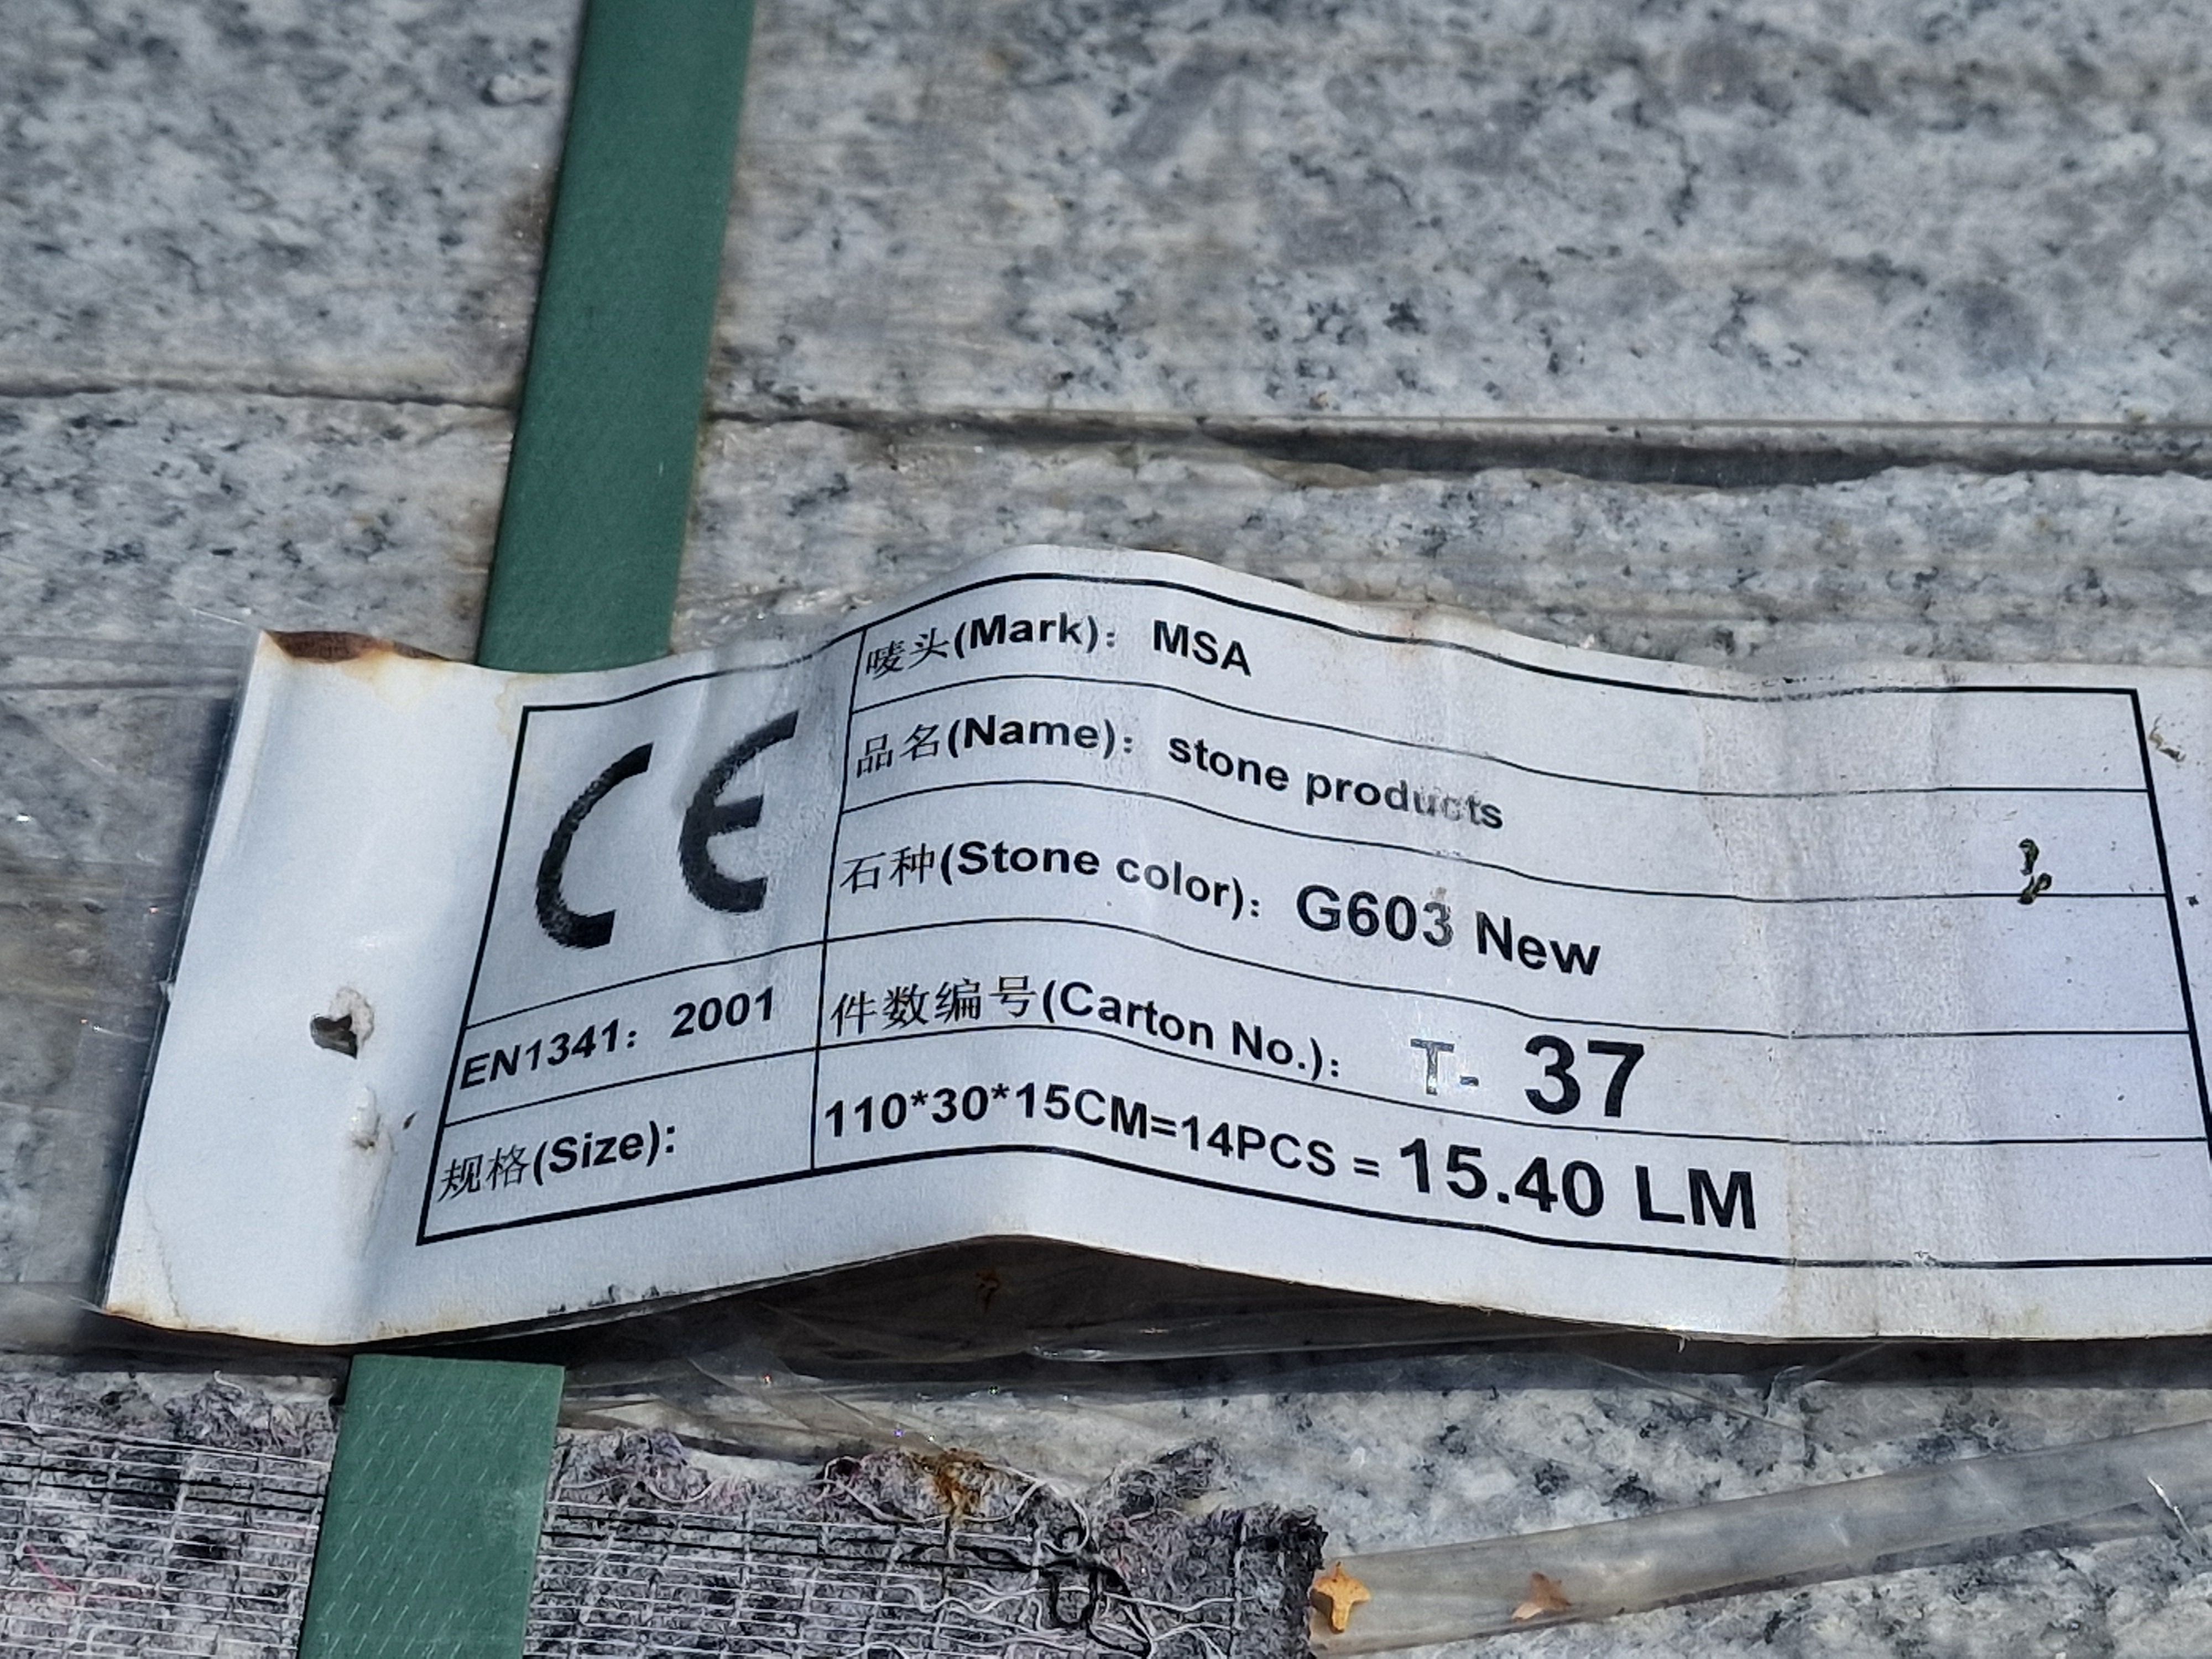 CE
唛头(Mark)：MSA
品名(Name)：stone products
石种(Stone color)：G603 New
EN1341：2001
件数编号(Carton No.)： T- 37
规格(Size):
110*30*15CM=14PCS = 15.40 LM